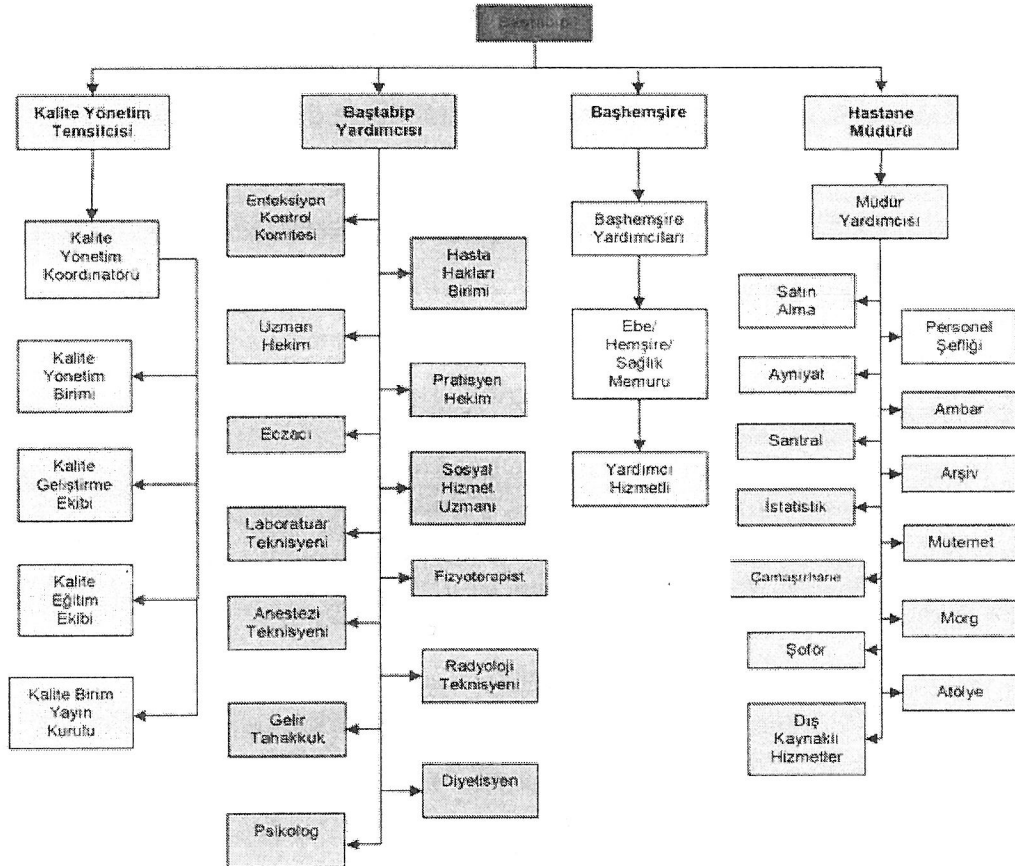 Baştabip
Kalite Yönetim
Temsilcisi
Baştabip
Yardımcısı
Başhemşire
Hastane
Müdürü
Kalite
Yönetim
Koordinatörü
Kalite
Yönetim
Birimi
Kalite
Geliştirme
Ekibi
Kalite
Eğitim
Ekibi
Kalite Birim
Yayın
Kurulu
Enfeksiyon
Kontrol
Komitesi
Hasta
Hakları
Birimi
Uzman
Hekim
Pratisyen
Hekim
Eczacı
Sosyal
Hizmet
Uzmanı
Laboratuar
Teknisyeni
Fizyoterapist
Anestezi
Teknisyeni
Radyoloji
Teknisyeni
Gelir
Tahakkuk
Diyetisyen
Psikolog
Başhemşire
Yardımcıları
Ebe/
Hemşire/
Sağlık
Memuru
Yardımcı
Hizmetli
Müdür
Yardımcısı
Satın
Alma
Personel
Şefliği
Ayniyat
Ambar
Santral
Arşiv
İstatistik
Mutemet
Çamaşırhane
Morg
Şoför
Atölye
Dış
Kaynaklı
Hizmetler